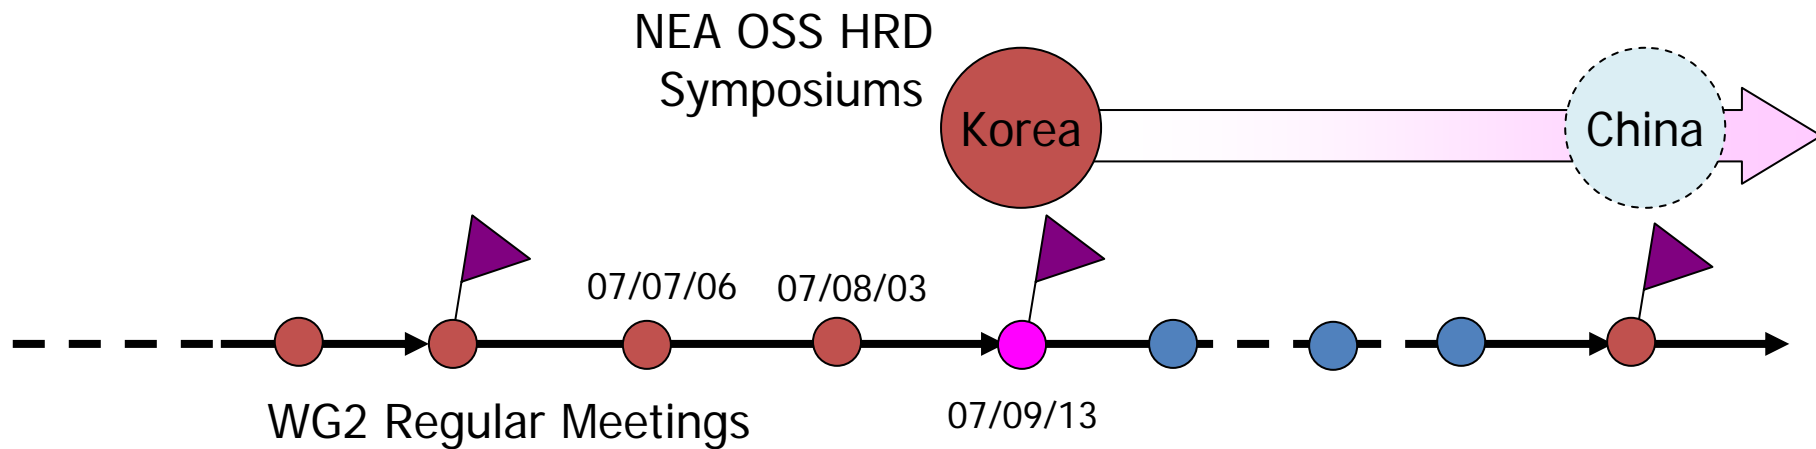 NEA OSS HRD
Symposiums
Korea
China
07/07/06
07/08/03
WG2 Regular Meetings
07/09/13